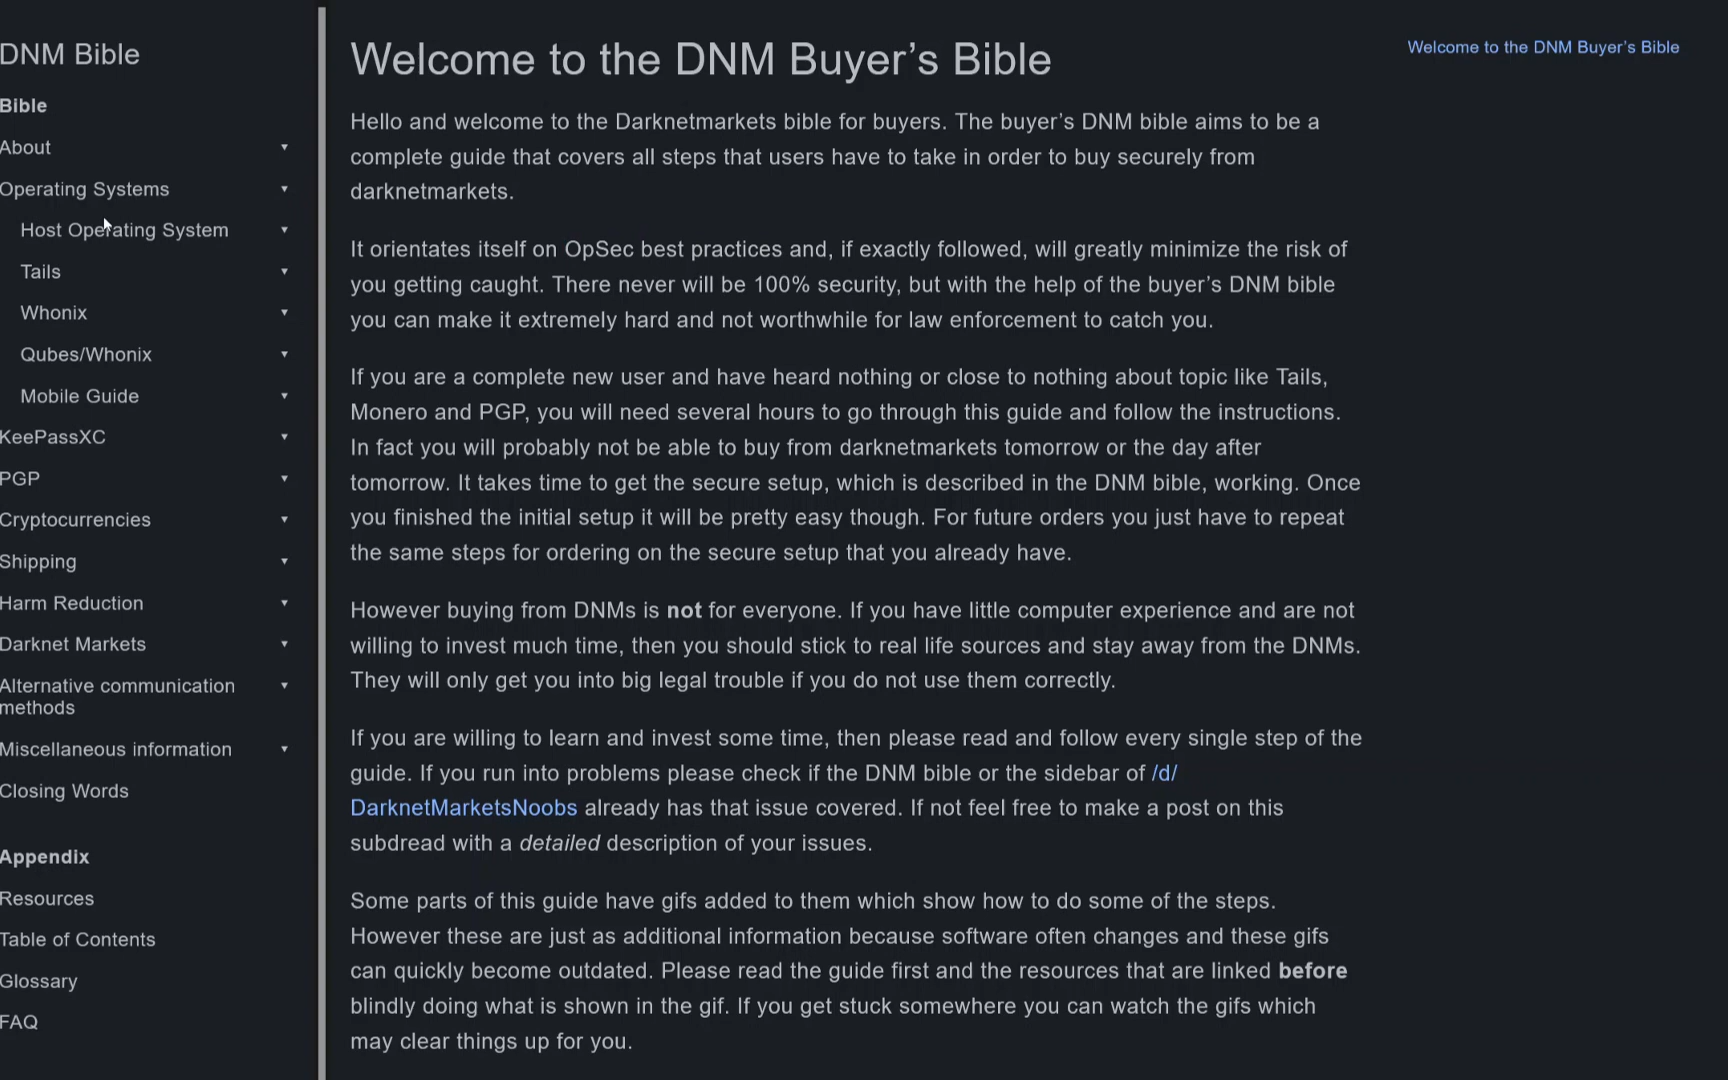 DNM Bible
Bible
About
Operating Systems
Host Operating System
Tails
Whonix
Qubes/Whonix
Mobile Guide
KeePassXC
PGP
Cryptocurrencies
Shipping
Harm Reduction
Darknet Markets
Alternative communication
methods
Miscellaneous information
Closing Words
Appendix
Resources
Table of Contents
Glossary
FAQ
Welcome to the DNM Buyer’s Bible
Hello and welcome to the Darknetmarkets bible for buyers. The buyer’s DNM bible aims to be a
complete guide that covers all steps that users have to take in order to buy securely from
darknetmarkets.
It orientates itself on OpSec best practices and, if exactly followed, will greatly minimize the risk of
you getting caught. There never will be 100% security, but with the help of the buyer’s DNM bible
you can make it extremely hard and not worthwhile for law enforcement to catch you.
If you are a complete new user and have heard nothing or close to nothing about topic like Tails,
Monero and PGP, you will need several hours to go through this guide and follow the instructions.
In fact you will probably not be able to buy from darknetmarkets tomorrow or the day after
tomorrow. It takes time to get the secure setup, which is described in the DNM bible, working. Once
you finished the initial setup it will be pretty easy though. For future orders you just have to repeat
the same steps for ordering on the secure setup that you already have.
However buying from DNMs is not for everyone. If you have little computer experience and are not
willing to invest much time, then you should stick to real life sources and stay away from the DNMs.
They will only get you into big legal trouble if you do not use them correctly.
If you are willing to learn and invest some time, then please read and follow every single step of the
guide. If you run into problems please check if the DNM bible or the sidebar of /d/
DarknetMarketsNoobs already has that issue covered. If not feel free to make a post on this
subdread with a detailed description of your issues.
Some parts of this guide have gifs added to them which show how to do some of the steps.
However these are just as additional information because software often changes and these gifs
can quickly become outdated. Please read the guide first and the resources that are linked before
blindly doing what is shown in the gif. If you get stuck somewhere you can watch the gifs which
may clear things up for you.
Welcome to the DNM Buyer’s Bible